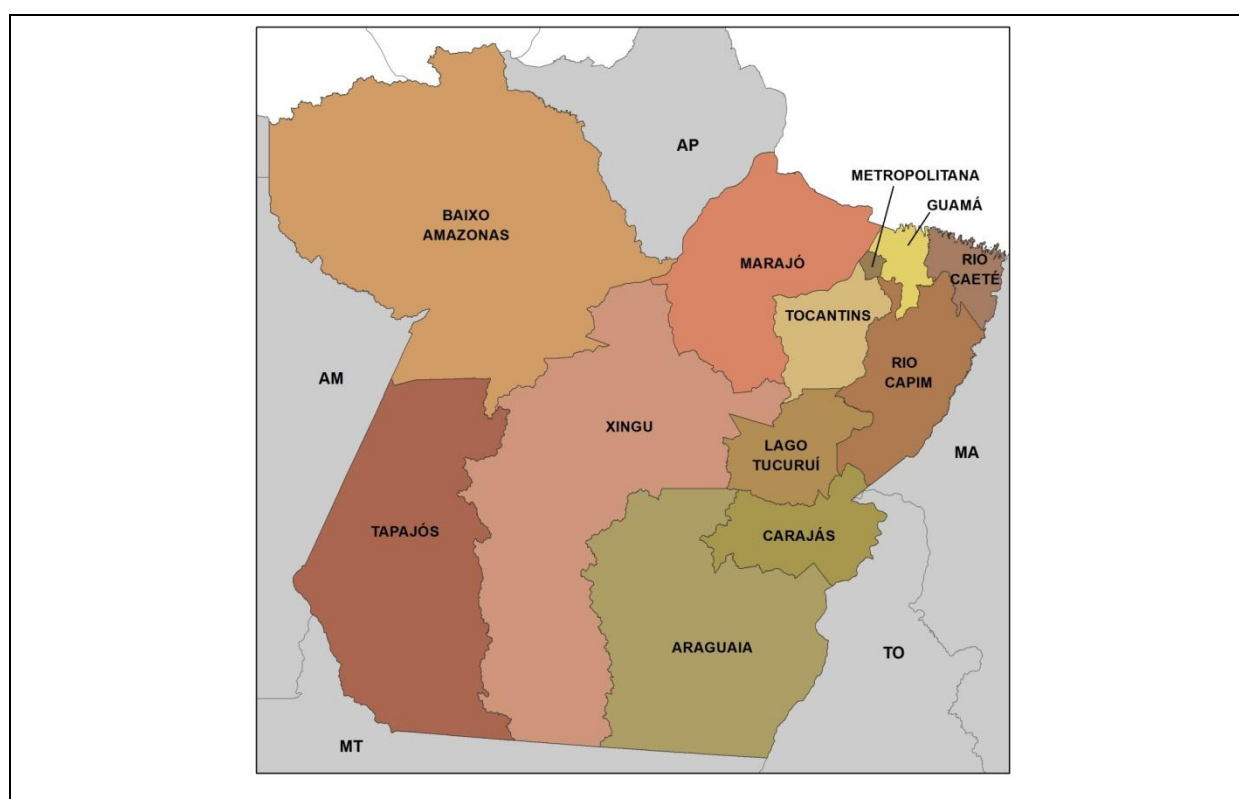 AP
METROPOLITANA
GUAMÁ
BAIXO
AMAZONAS
MARAJÓ
RIO
CAETÉ
TOCANTINS
AM
RIO
CAPIM
XINGU
LAGO
TUCURUÍ
MA
TAPAJÓS
CARAJÁS
ARAGUAIA
TO
MT